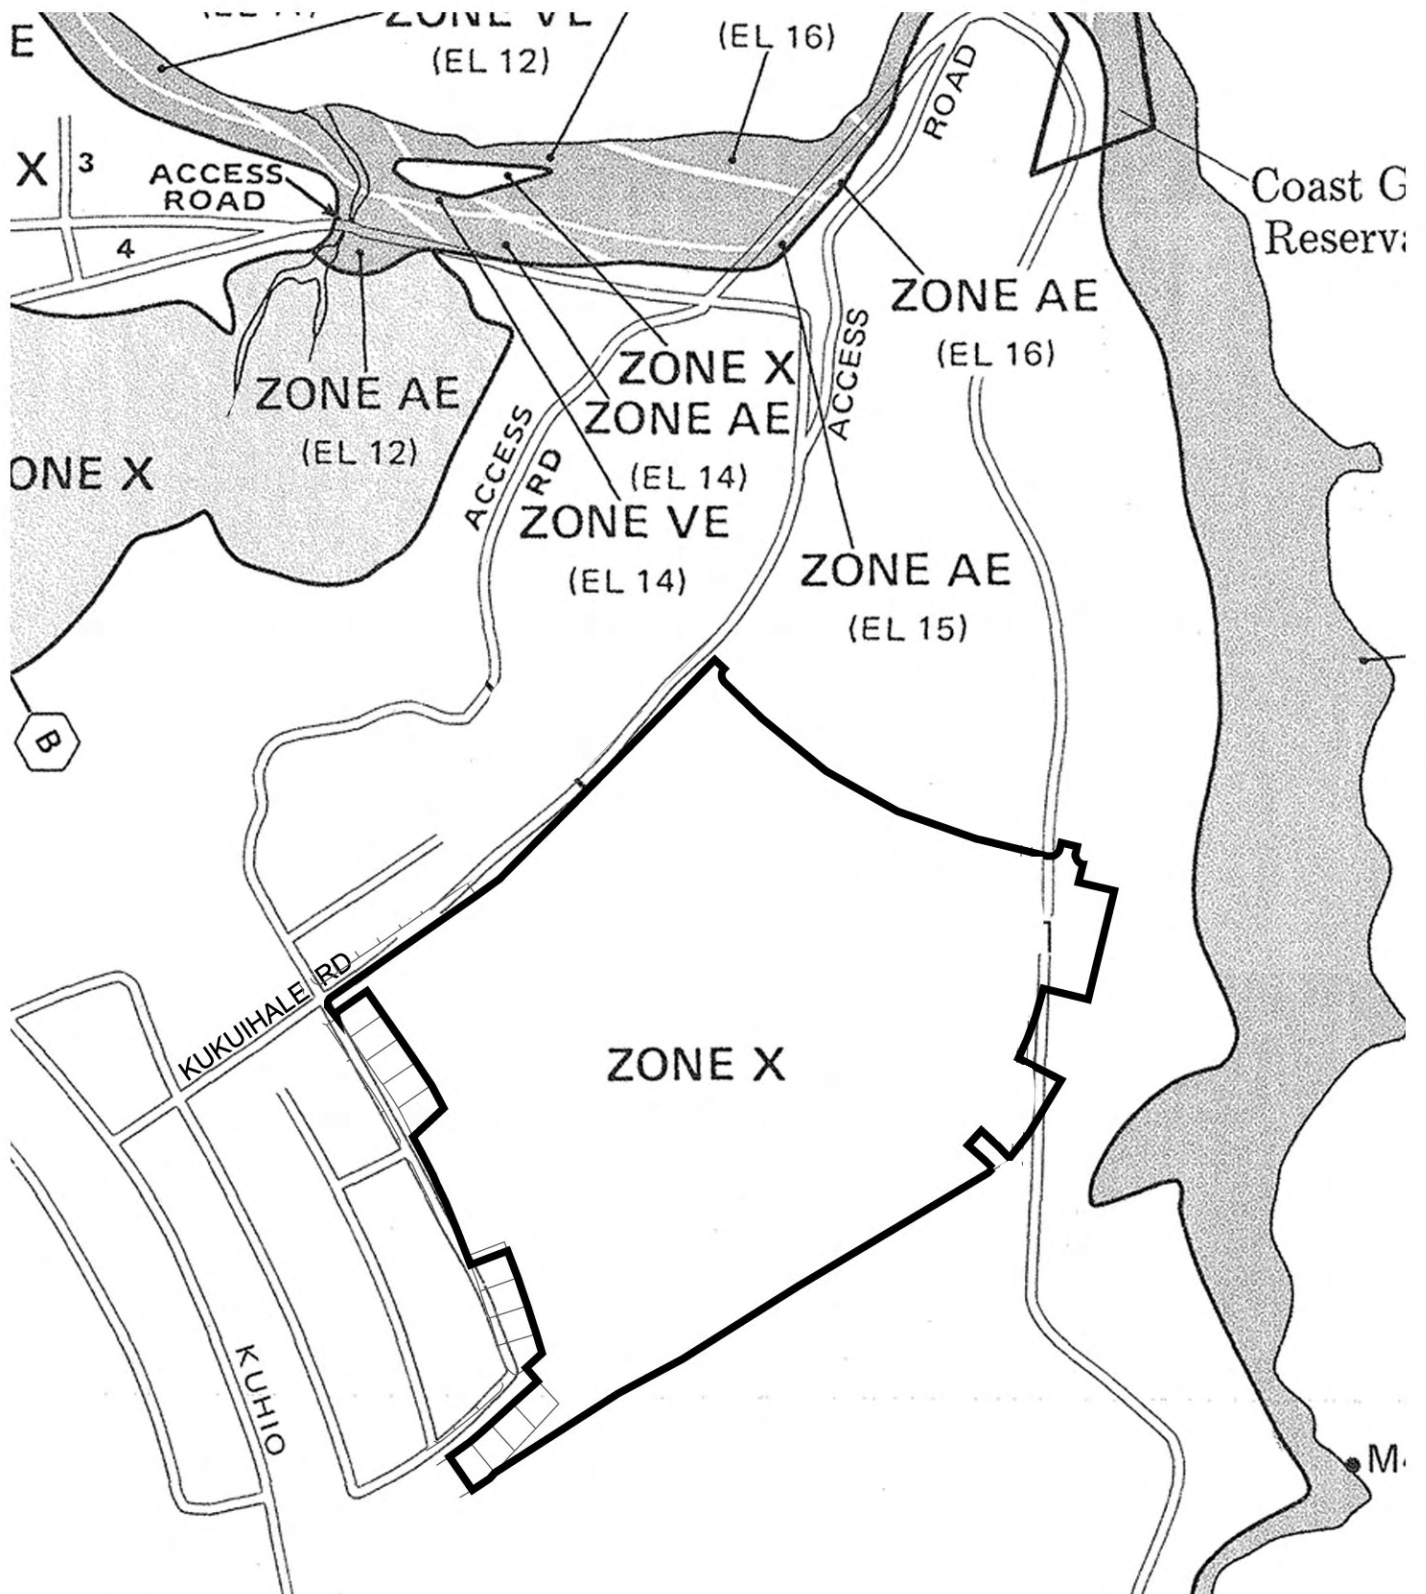 E
ZONE VE
(EL 12)
(EL 16)
ROAD
X
3
ACCESS
ROAD
4
Coast G
Reserva
ZONE AE
(EL 16)
ACCESS
ZONE X
ZONE AE
(EL 14)
ZONE VE
(EL 14)
ZONE AE
(EL 12)
ACCESS
RD
ONE X
ZONE AE
(EL 15)
B
KUKUIHALE RD
ZONE X
KUHIO
M